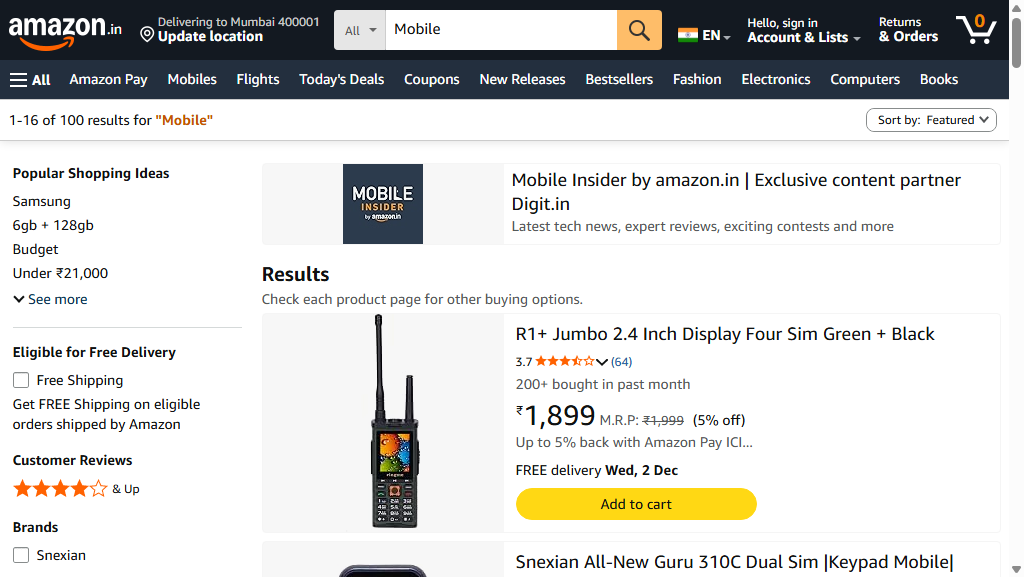 amazon.in
Delivering to Mumbai 400001
Update location
All
Mobile
EN
Hello, sign in
Account & Lists
Returns
& Orders
0
All
Amazon Pay
Mobiles
Flights
Today's Deals
Coupons
New Releases
Bestsellers
Fashion
Electronics
Computers
Books
1-16 of 100 results for "Mobile"
Sort by: Featured
Popular Shopping Ideas
Samsung
6gb + 128gb
Budget
Under ₹21,000
See more
Eligible for Free Delivery
Free Shipping
Get FREE Shipping on eligible
orders shipped by Amazon
Customer Reviews
& Up
Brands
Snexian
MOBILE
INSIDER
by amazon.in
Mobile Insider by amazon.in | Exclusive content partner
Digit.in
Latest tech news, expert reviews, exciting contests and more
Results
Check each product page for other buying options.
R1+ Jumbo 2.4 Inch Display Four Sim Green + Black
3.7 (64)
200+ bought in past month
₹1,899 M.R.P: ₹1,999 (5% off)
Up to 5% back with Amazon Pay ICI…
FREE delivery Wed, 2 Dec
Add to cart
Snexian All-New Guru 310C Dual Sim |Keypad Mobile|